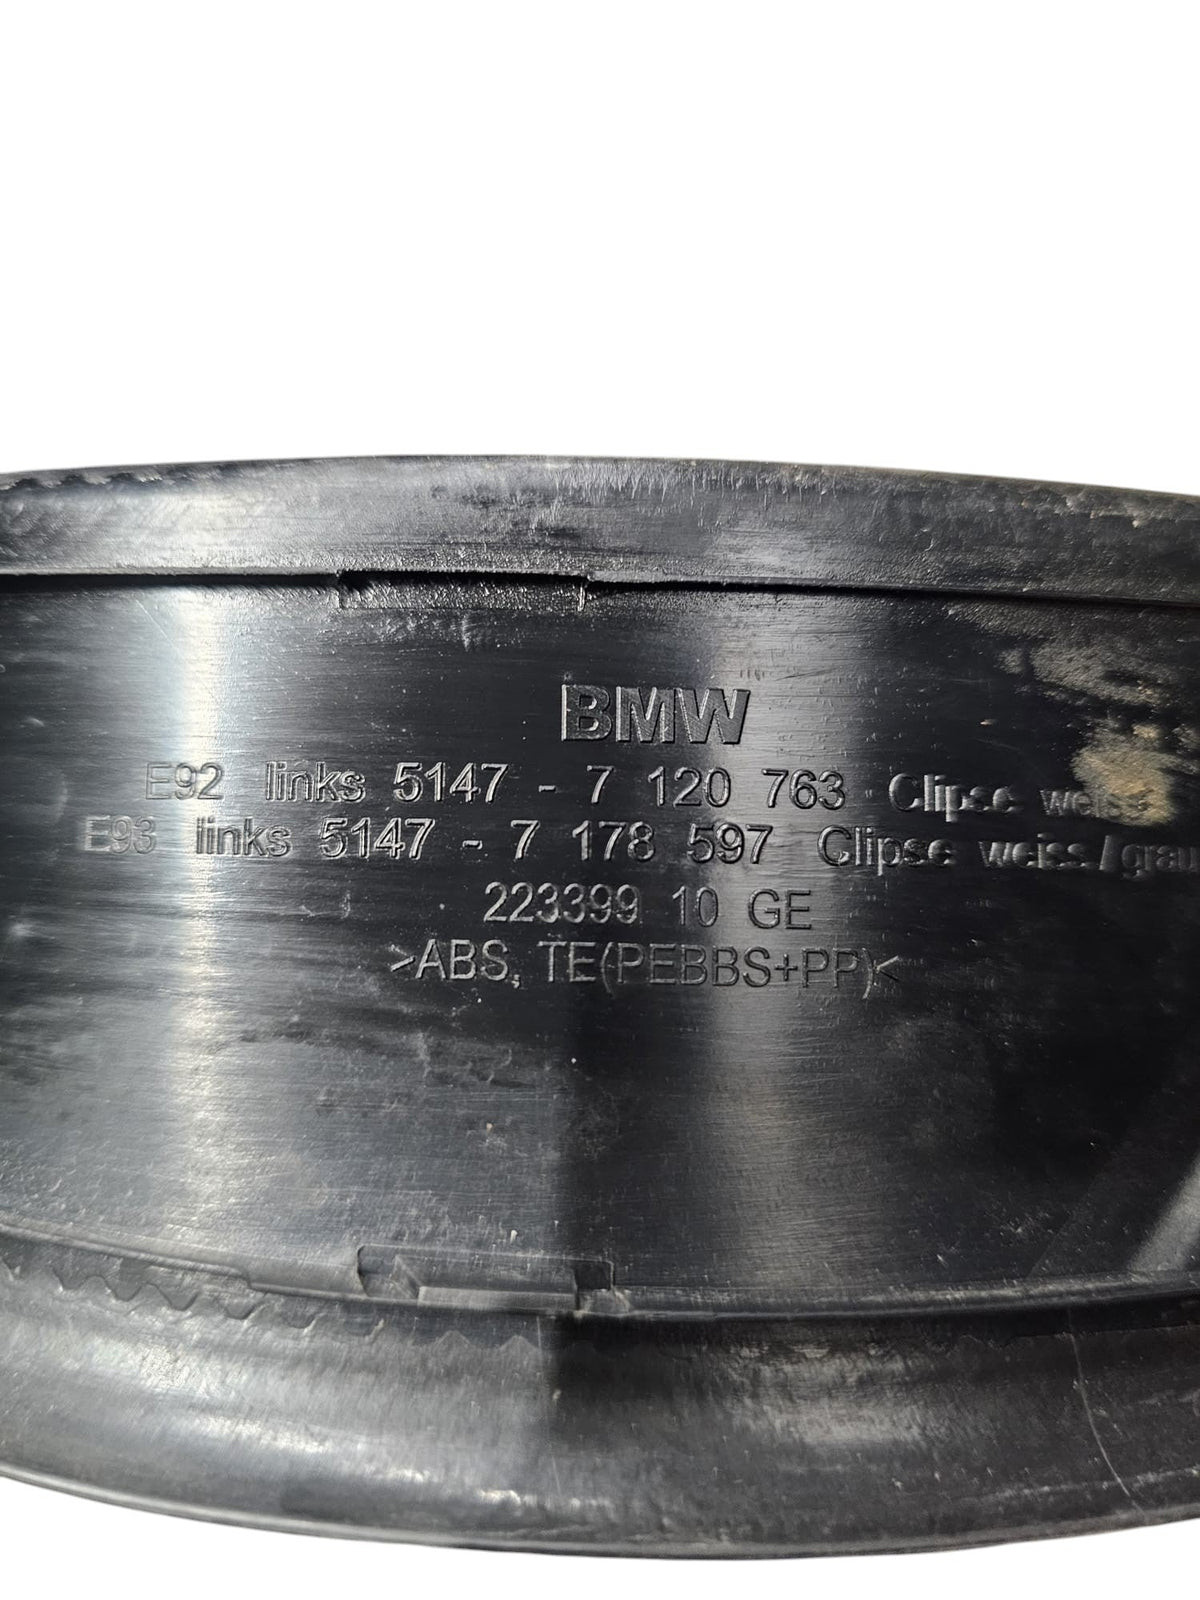 BMW
E92 links 5147 - 7 120 763 Clipse weiss
E93 links 5147 - 7 178 597 Clipse weiss/grau
223399 10 GE
>ABS, TE(PEBBS+PP)<